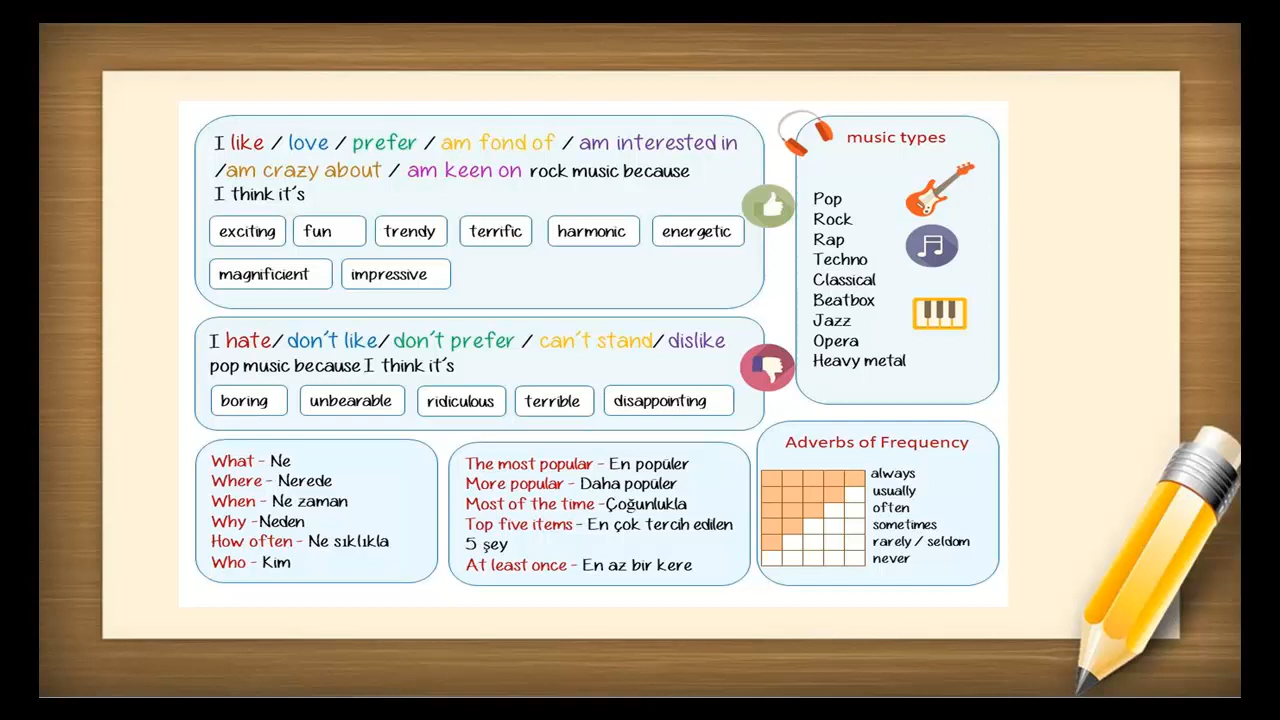 I like / love / prefer / am fond of / am interested in
/am crazy about / am keen on rock music because
I think it's
exciting fun trendy terrific harmonic energetic
magnificient impressive
I hate/ don't like/ don't prefer / can't stand/ dislike
pop music because I think it's
boring unbearable ridiculous terrible disappointing
music types
Pop
Rock
Rap
Techno
Classical
Beatbox
Jazz
Opera
Heavy metal
What - Ne
Where - Nerede
When - Ne zaman
Why -Neden
How often - Ne sıklıkla
Who - Kim
The most popular - En popüler
More popular - Daha popüler
Most of the time -Çoğunlukla
Top five items - En çok tercih edilen
5 şey
At least once - En az bir kere
Adverbs of Frequency
always
usually
often
sometimes
rarely / seldom
never